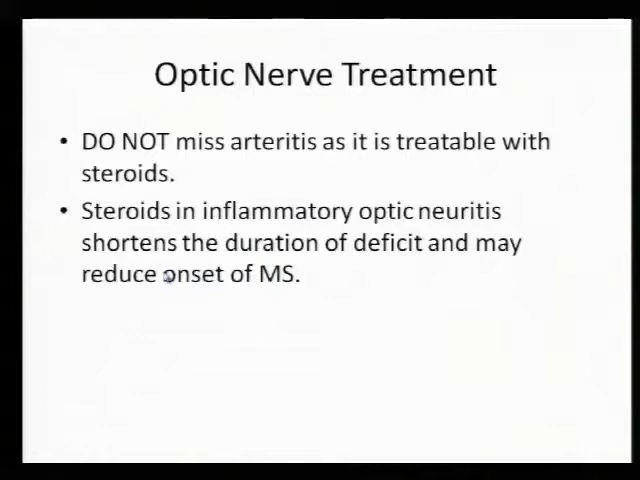 Optic Nerve Treatment
• DO NOT miss arteritis as it is treatable with
steroids.
• Steroids in inflammatory optic neuritis
shortens the duration of deficit and may
reduce onset of MS.